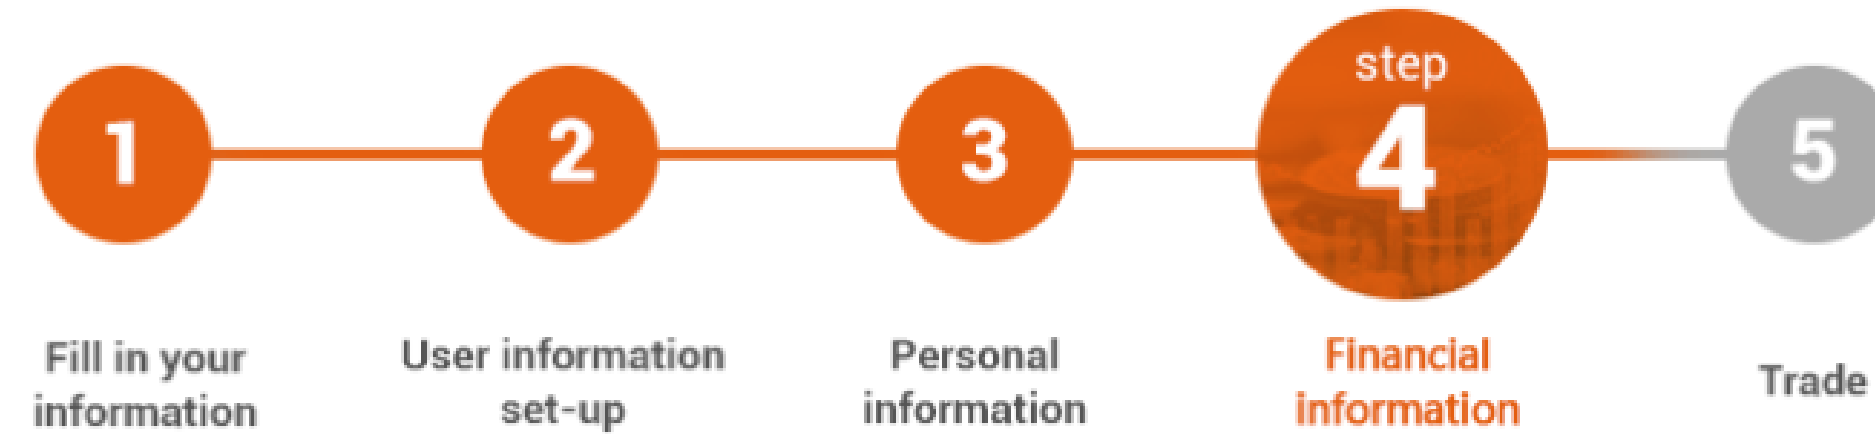 1
2
3
step
4
5
Fill in your
information
User information
set-up
Personal
information
Financial
information
Trade